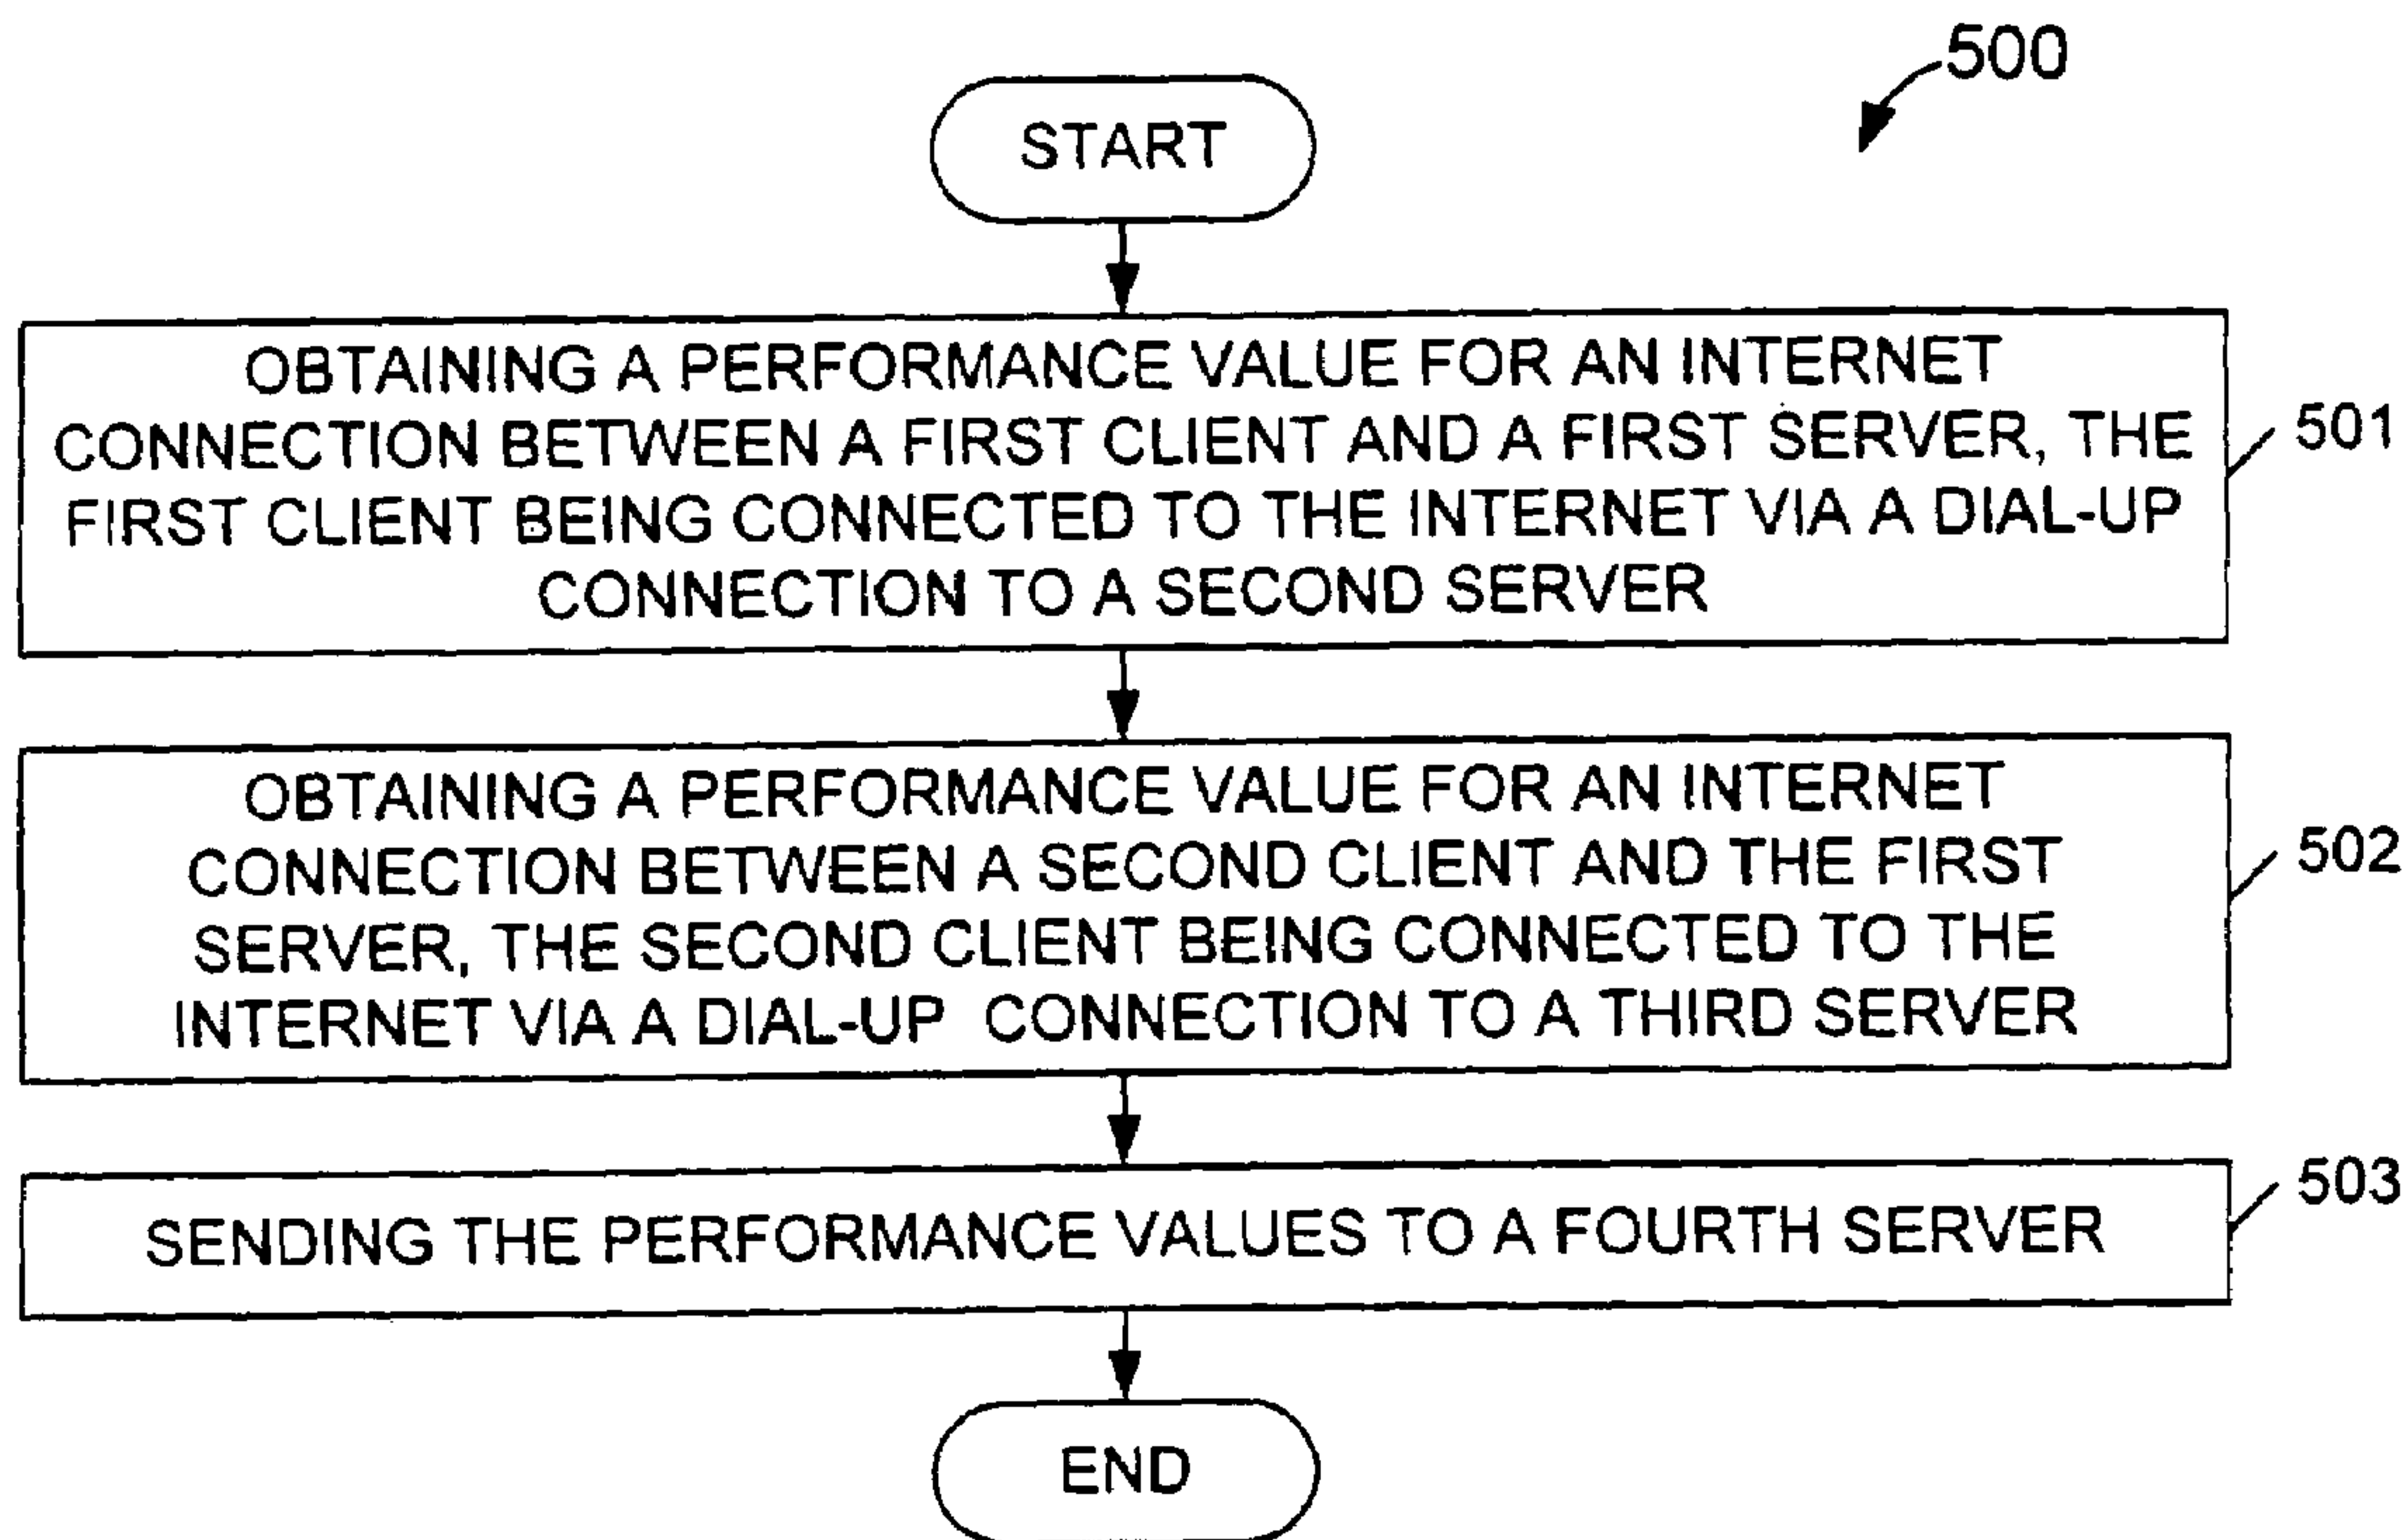 500
START
OBTAINING A PERFORMANCE VALUE FOR AN INTERNET
CONNECTION BETWEEN A FIRST CLIENT AND A FIRST SERVER, THE
FIRST CLIENT BEING CONNECTED TO THE INTERNET VIA A DIAL-UP
CONNECTION TO A SECOND SERVER
501
OBTAINING A PERFORMANCE VALUE FOR AN INTERNET
CONNECTION BETWEEN A SECOND CLIENT AND THE FIRST
SERVER, THE SECOND CLIENT BEING CONNECTED TO THE
INTERNET VIA A DIAL-UP CONNECTION TO A THIRD SERVER
502
SENDING THE PERFORMANCE VALUES TO A FOURTH SERVER
503
END